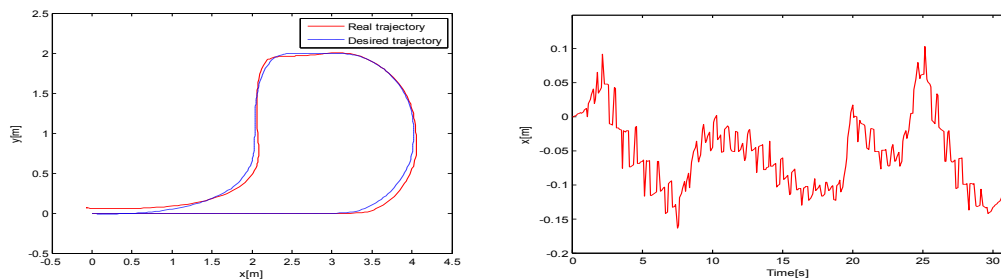 Real trajectory
Desired trajectory
2.5
2
1.5
1
0.5
0
-0.5
y[m]
-0.5 0 0.5 1 1.5 2 2.5 3 3.5 4 4.5
x[m]
0.1
0.05
0
-0.05
-0.1
-0.15
-0.2
x[m]
0 5 10 15 20 25 30
Time[s]